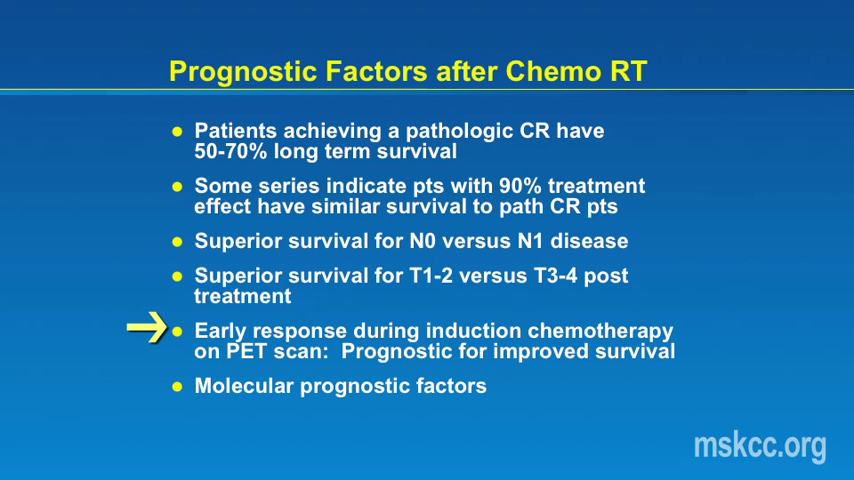 Prognostic Factors after Chemo RT
Patients achieving a pathologic CR have
50-70% long term survival
Some series indicate pts with 90% treatment
effect have similar survival to path CR pts
Superior survival for N0 versus N1 disease
Superior survival for T1-2 versus T3-4 post
treatment
Early response during induction chemotherapy
on PET scan:  Prognostic for improved survival
Molecular prognostic factors
mskcc.org